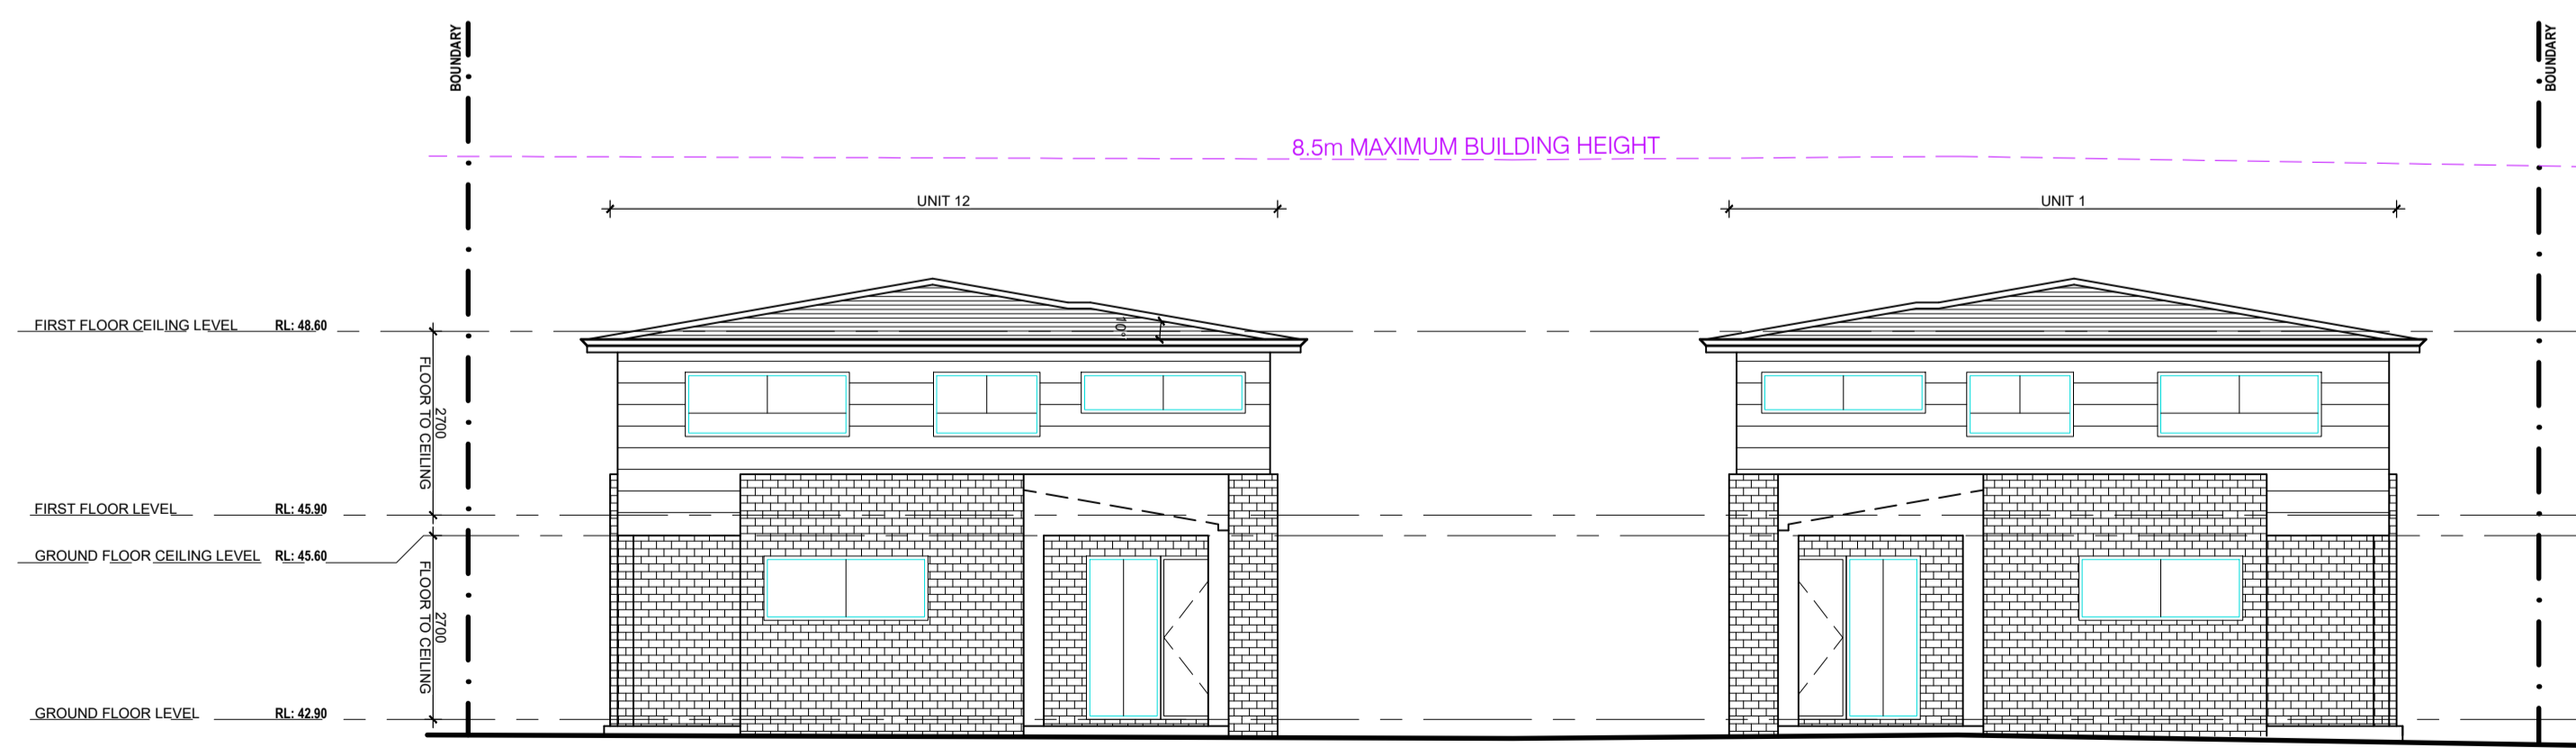 BOUNDARY
BOUNDARY
8.5m MAXIMUM BUILDING HEIGHT
UNIT 12
UNIT 1
FIRST FLOOR CEILING LEVEL RL: 48.60
10°
2700
FLOOR TO CEILING
FIRST FLOOR LEVEL RL: 45.90
GROUND FLOOR CEILING LEVEL RL: 45.60
2700
FLOOR TO CEILING
GROUND FLOOR LEVEL RL: 42.90